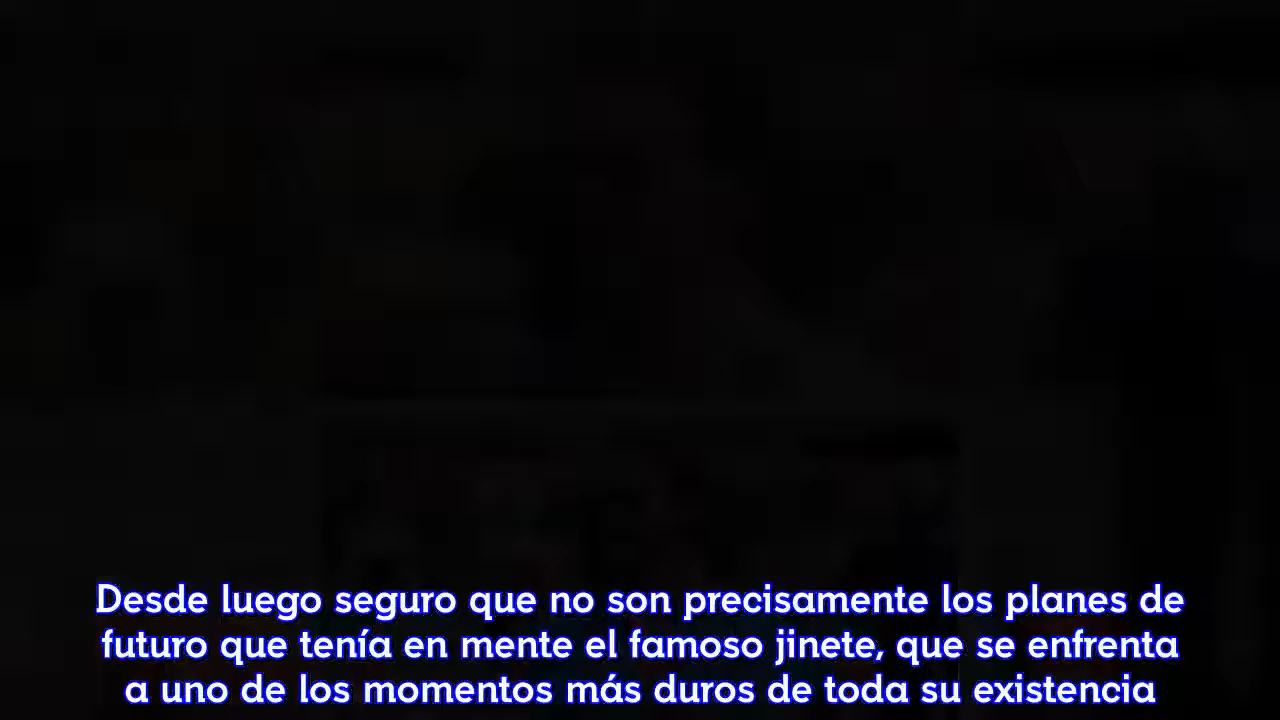 Desde luego seguro que no son precisamente los planes de
futuro que tenía en mente el famoso jinete, que se enfrenta
a uno de los momentos más duros de toda su existencia